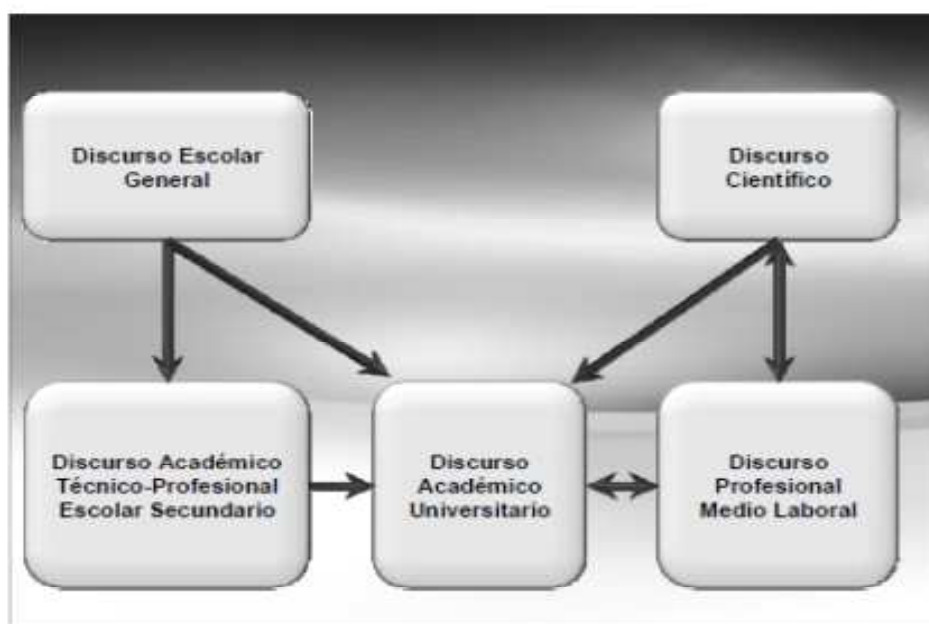 Discurso Escolar
General
Discurso
Científico
Discurso Académico
Técnico-Profesional
Escolar Secundario
Discurso
Académico
Universitario
Discurso
Profesional
Medio Laboral